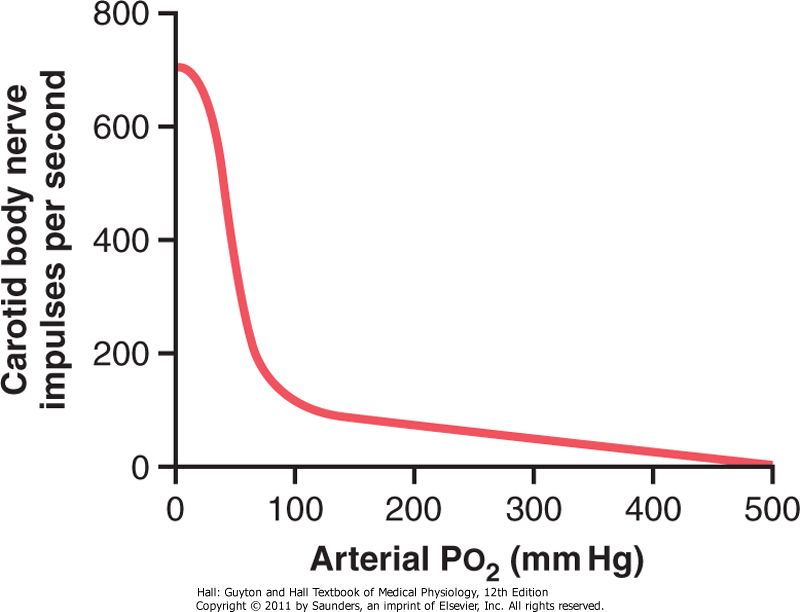 800
600
400
200
0
Carotid body nerve
impulses per second
0 100 200 300 400 500
Arterial PO₂ (mm Hg)
Hall: Guyton and Hall Textbook of Medical Physiology, 12th Edition
Copyright © 2011 by Saunders, an imprint of Elsevier, Inc. All rights reserved.